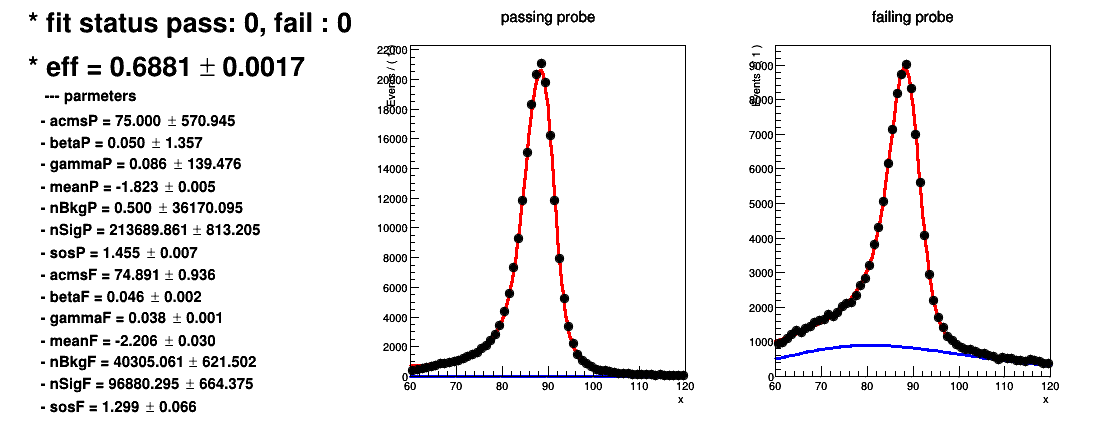 * fit status pass: 0, fail : 0
* eff = 0.6881 ± 0.0017
--- parmeters
- acmsP = 75.000 ± 570.945
- betaP = 0.050 ± 1.357
- gammaP = 0.086 ± 139.476
- meanP = -1.823 ± 0.005
- nBkgP = 0.500 ± 36170.095
- nSigP = 213689.861 ± 813.205
- sosP = 1.455 ± 0.007
- acmsF = 74.891 ± 0.936
- betaF = 0.046 ± 0.002
- gammaF = 0.038 ± 0.001
- meanF = -2.206 ± 0.030
- nBkgF = 40305.061 ± 621.502
- nSigF = 96880.295 ± 664.375
- sosF = 1.299 ± 0.066
passing probe
Events / ( 1 )
22000
20000
18000
16000
14000
12000
10000
8000
6000
4000
2000
0
60 70 80 90 100 110 120
x
failing probe
Events / ( 1 )
9000
8000
7000
6000
5000
4000
3000
2000
1000
0
60 70 80 90 100 110 120
x